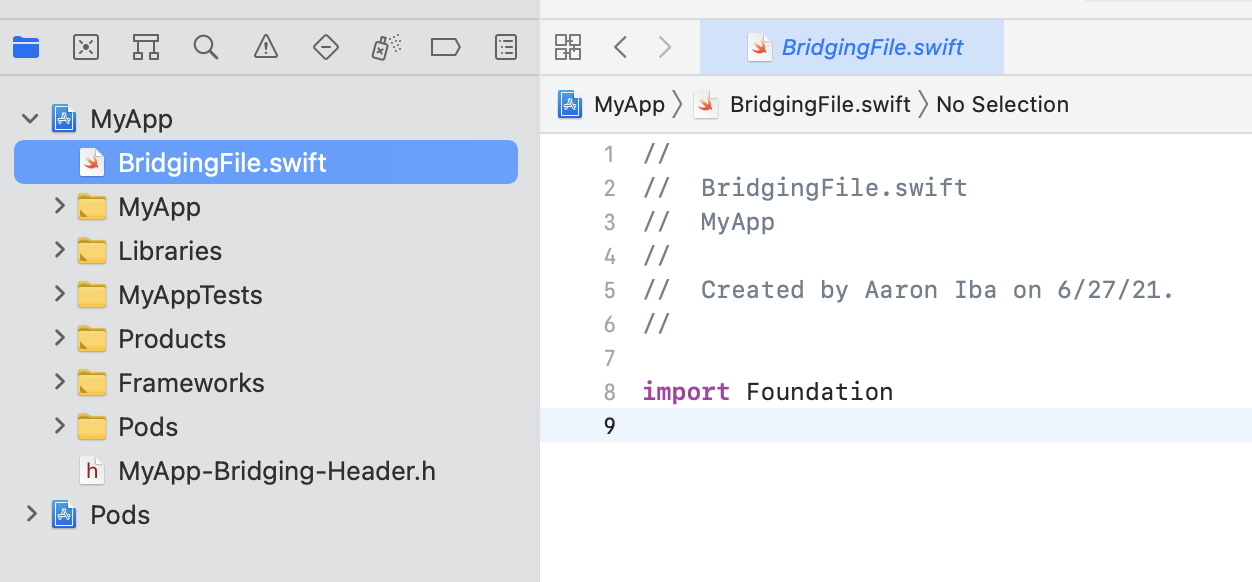 MyApp
BridgingFile.swift
MyApp
Libraries
MyAppTests
Products
Frameworks
Pods
h MyApp-Bridging-Header.h
Pods
BridgingFile.swift
MyApp BridgingFile.swift No Selection
1 //
2 //  BridgingFile.swift
3 //  MyApp
4 //
5 //  Created by Aaron Iba on 6/27/21.
6 //
7
8 import Foundation
9